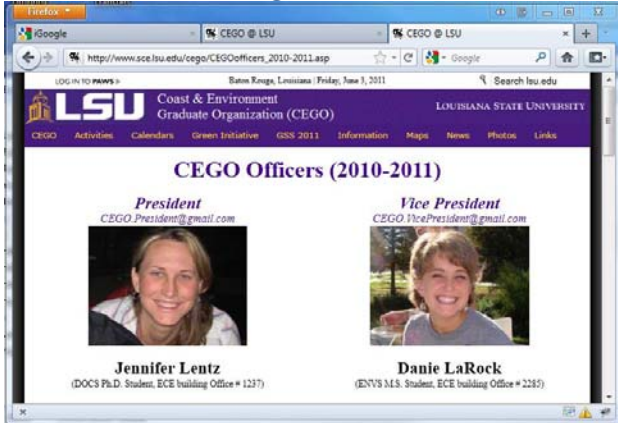 Firefox
iGoogle
CEGO @ LSU
CEGO @ LSU
http://www.sce.lsu.edu/cego/CEGOofficers_2010-2011.asp
Google
LOG IN TO PAWS
Baton Rouge, Louisiana | Friday, June 3, 2011
Search lsu.edu
LSU
Coast & Environment
Graduate Organization (CEGO)
LOUISIANA STATE UNIVERSITY
CEGO Activities Calendars Green Initiative GSS 2011 Information Maps News Photos Links
CEGO Officers (2010-2011)
President
CEGO.President@gmail.com
Jennifer Lentz
(DOCS Ph.D. Student, ECE building Office # 1237)
Vice President
CEGO.VicePresident@gmail.com
Danie LaRock
(ENVS M.S. Student, ECE building Office # 2285)